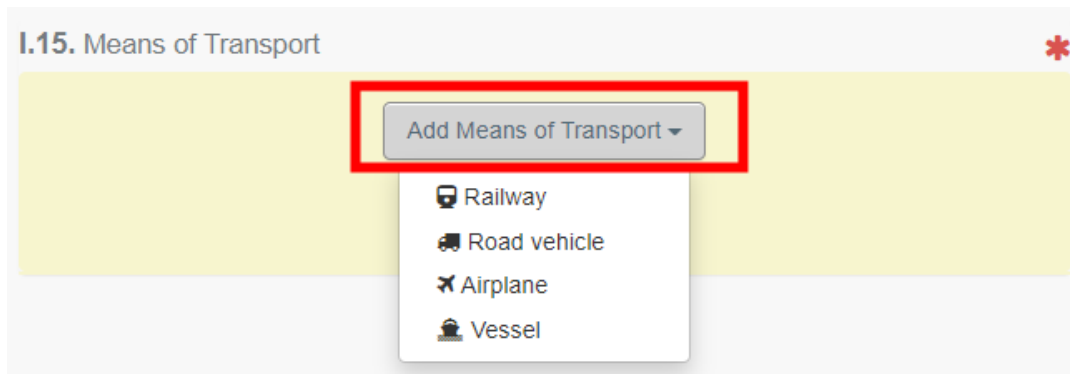 I.15. Means of Transport
Add Means of Transport
Railway
Road vehicle
Airplane
Vessel